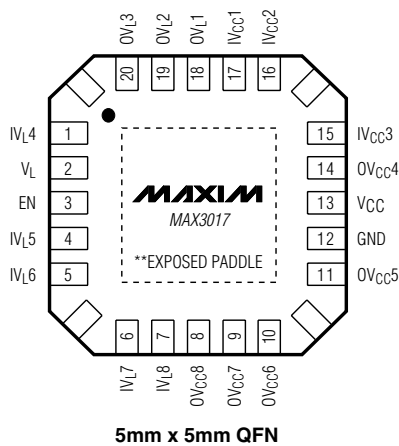 OVL3
OVL2
OVL1
IVCC1
IVCC2
20
19
18
17
16
IVL4 1
VL 2
EN 3
IVL5 4
IVL6 5
15 IVCC3
14 OVCC4
13 VCC
12 GND
11 OVCC5
MAXIM
MAX3017
**EXPOSED PADDLE
6
7
8
9
10
IVL7
IVL8
OVCC8
OVCC7
OVCC6
5mm x 5mm QFN